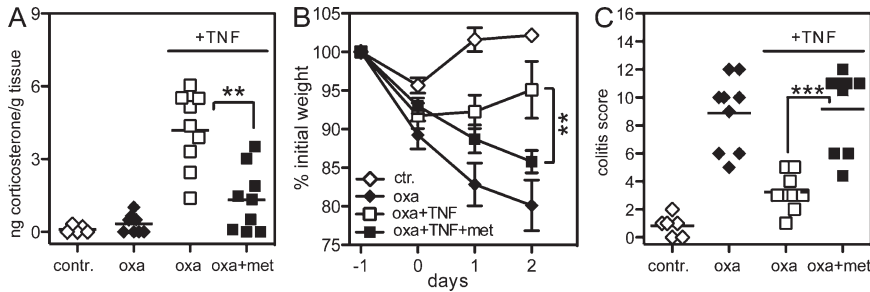 A
ng corticosterone/g tissue
9
6
3
0
+TNF
**
contr. oxa oxa oxa+met
B
% initial weight
105
100
95
90
85
80
75
**
ctr.
oxa
oxa+TNF
oxa+TNF+met
-1 0 1 2
days
C
colitis score
16
14
12
10
8
6
4
2
0
+TNF
***
contr. oxa oxa oxa+met